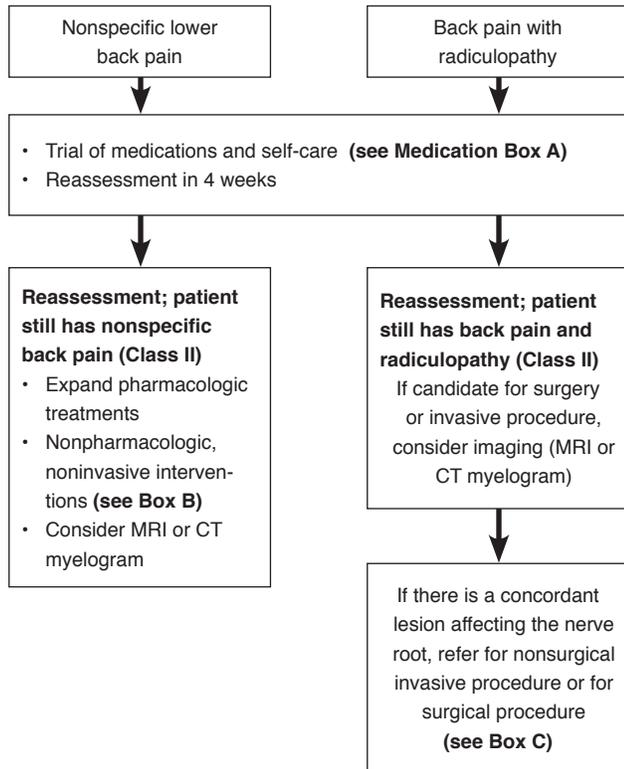 Nonspecific lower
back pain
Back pain with
radiculopathy
• Trial of medications and self-care (see Medication Box A)
• Reassessment in 4 weeks
Reassessment; patient
still has nonspecific
back pain (Class II)
• Expand pharmacologic
treatments
• Nonpharmacologic,
noninvasive interven-
tions (see Box B)
• Consider MRI or CT
myelogram
Reassessment; patient
still has back pain and
radiculopathy (Class II)
If candidate for surgery
or invasive procedure,
consider imaging (MRI or
CT myelogram)
If there is a concordant
lesion affecting the nerve
root, refer for nonsurgical
invasive procedure or for
surgical procedure
(see Box C)